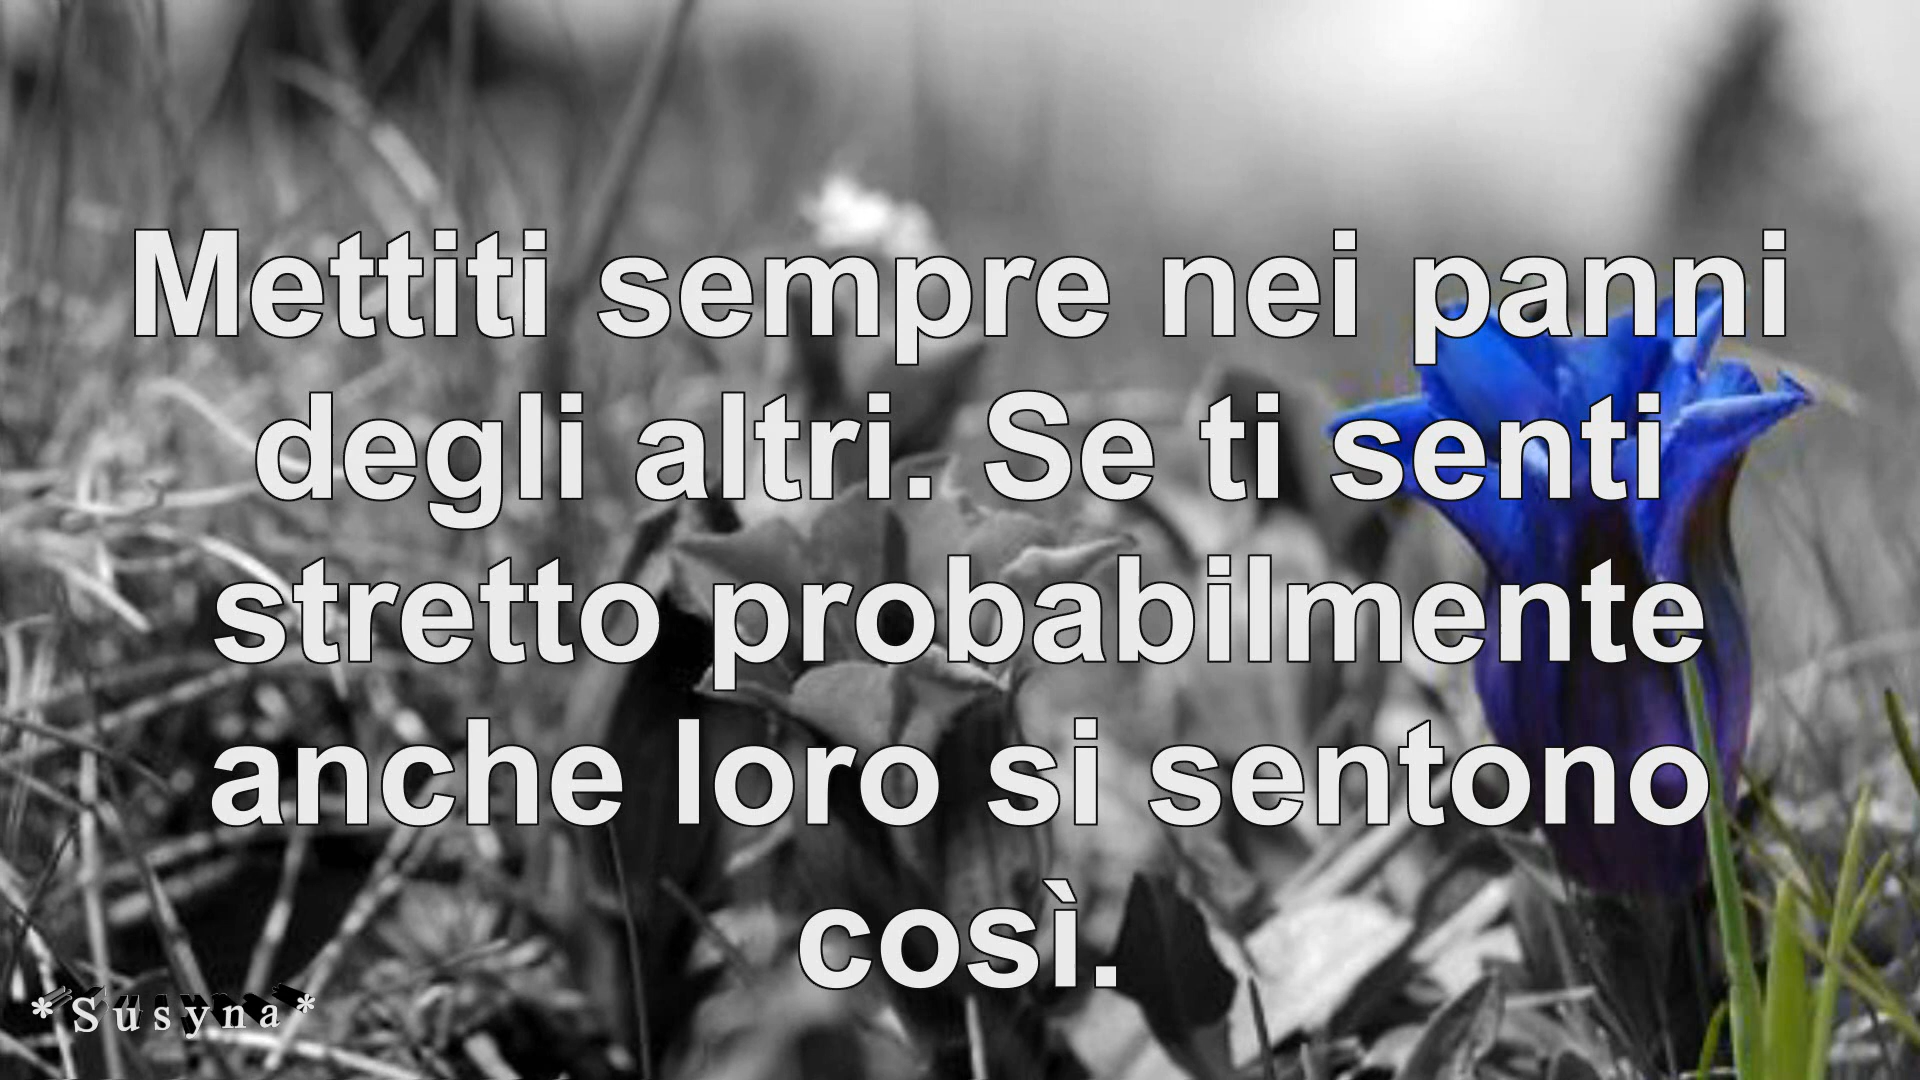 Mettiti sempre nei panni
degli altri. Se ti senti
stretto probabilmente
anche loro si sentono
così.
*Susyna*